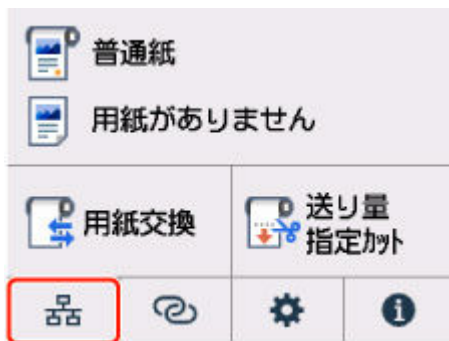 普通紙
用紙がありません
用紙交換
送り量
指定ｶｯﾄ